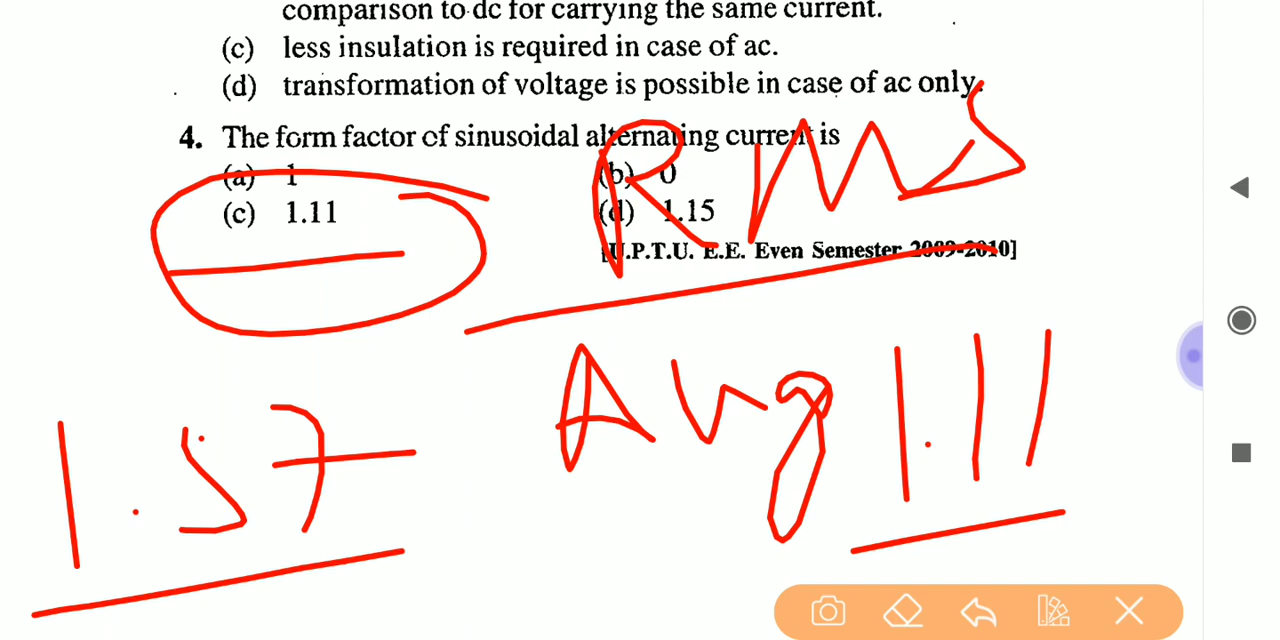 comparison to dc for carrying the same current.
(c) less insulation is required in case of ac.
(d) transformation of voltage is possible in case of ac only.
4. The form factor of sinusoidal alternating current is
(a) 1 (b) 0
(c) 1.11 (d) 1.15
[U.P.T.U. E.E. Even Semester 2009-2010]
RMS
Avg 1.11
1.57